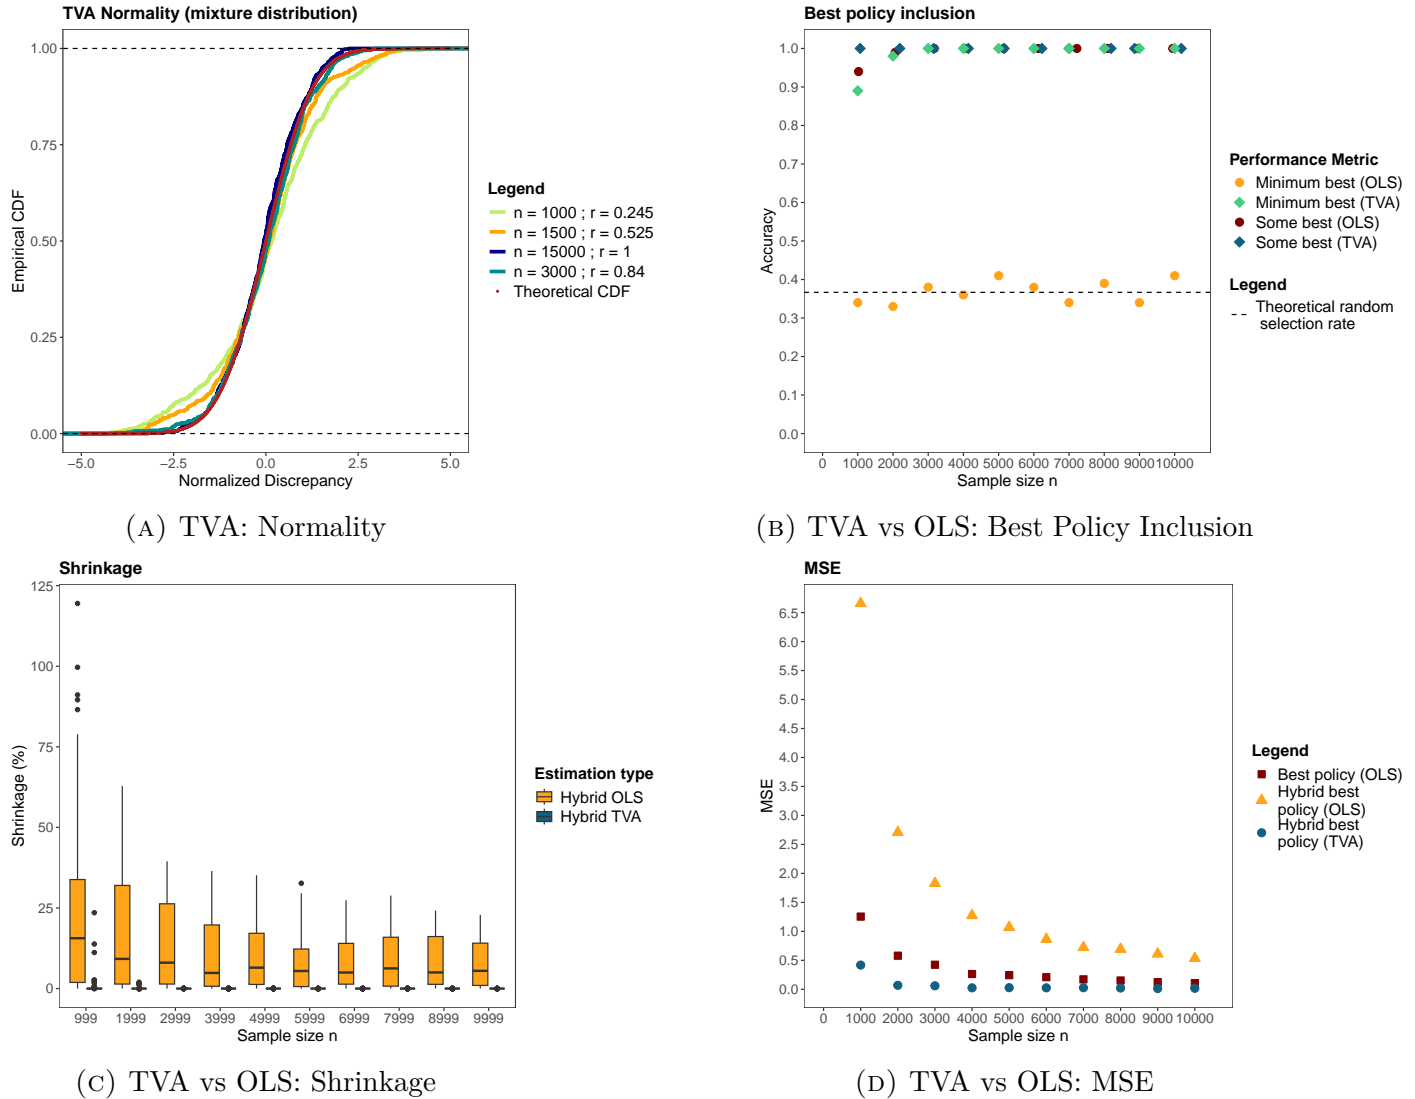 TVA Normality (mixture distribution)
1.00
0.75
0.50
0.25
0.00
Empirical CDF
−5.0 −2.5 0.0 2.5 5.0
Normalized Discrepancy
Legend
n = 1000 ; r = 0.245
n = 1500 ; r = 0.525
n = 15000 ; r = 1
n = 3000 ; r = 0.84
Theoretical CDF
(A) TVA: Normality
Best policy inclusion
1.0
0.9
0.8
0.7
0.6
0.5
0.4
0.3
0.2
0.1
0.0
Accuracy
0 1000 2000 3000 4000 5000 6000 7000 8000 9000 10000
Sample size n
Performance Metric
Minimum best (OLS)
Minimum best (TVA)
Some best (OLS)
Some best (TVA)
Legend
Theoretical random
selection rate
(B) TVA vs OLS: Best Policy Inclusion
Shrinkage
125
100
75
50
25
0
Shrinkage (%)
999 1999 2999 3999 4999 5999 6999 7999 8999 9999
Sample size n
Estimation type
Hybrid OLS
Hybrid TVA
(C) TVA vs OLS: Shrinkage
MSE
6.5
6.0
5.5
5.0
4.5
4.0
3.5
3.0
2.5
2.0
1.5
1.0
0.5
0.0
MSE
0 1000 2000 3000 4000 5000 6000 7000 8000 9000 10000
Sample size n
Legend
Best policy (OLS)
Hybrid best
policy (OLS)
Hybrid best
policy (TVA)
(D) TVA vs OLS: MSE